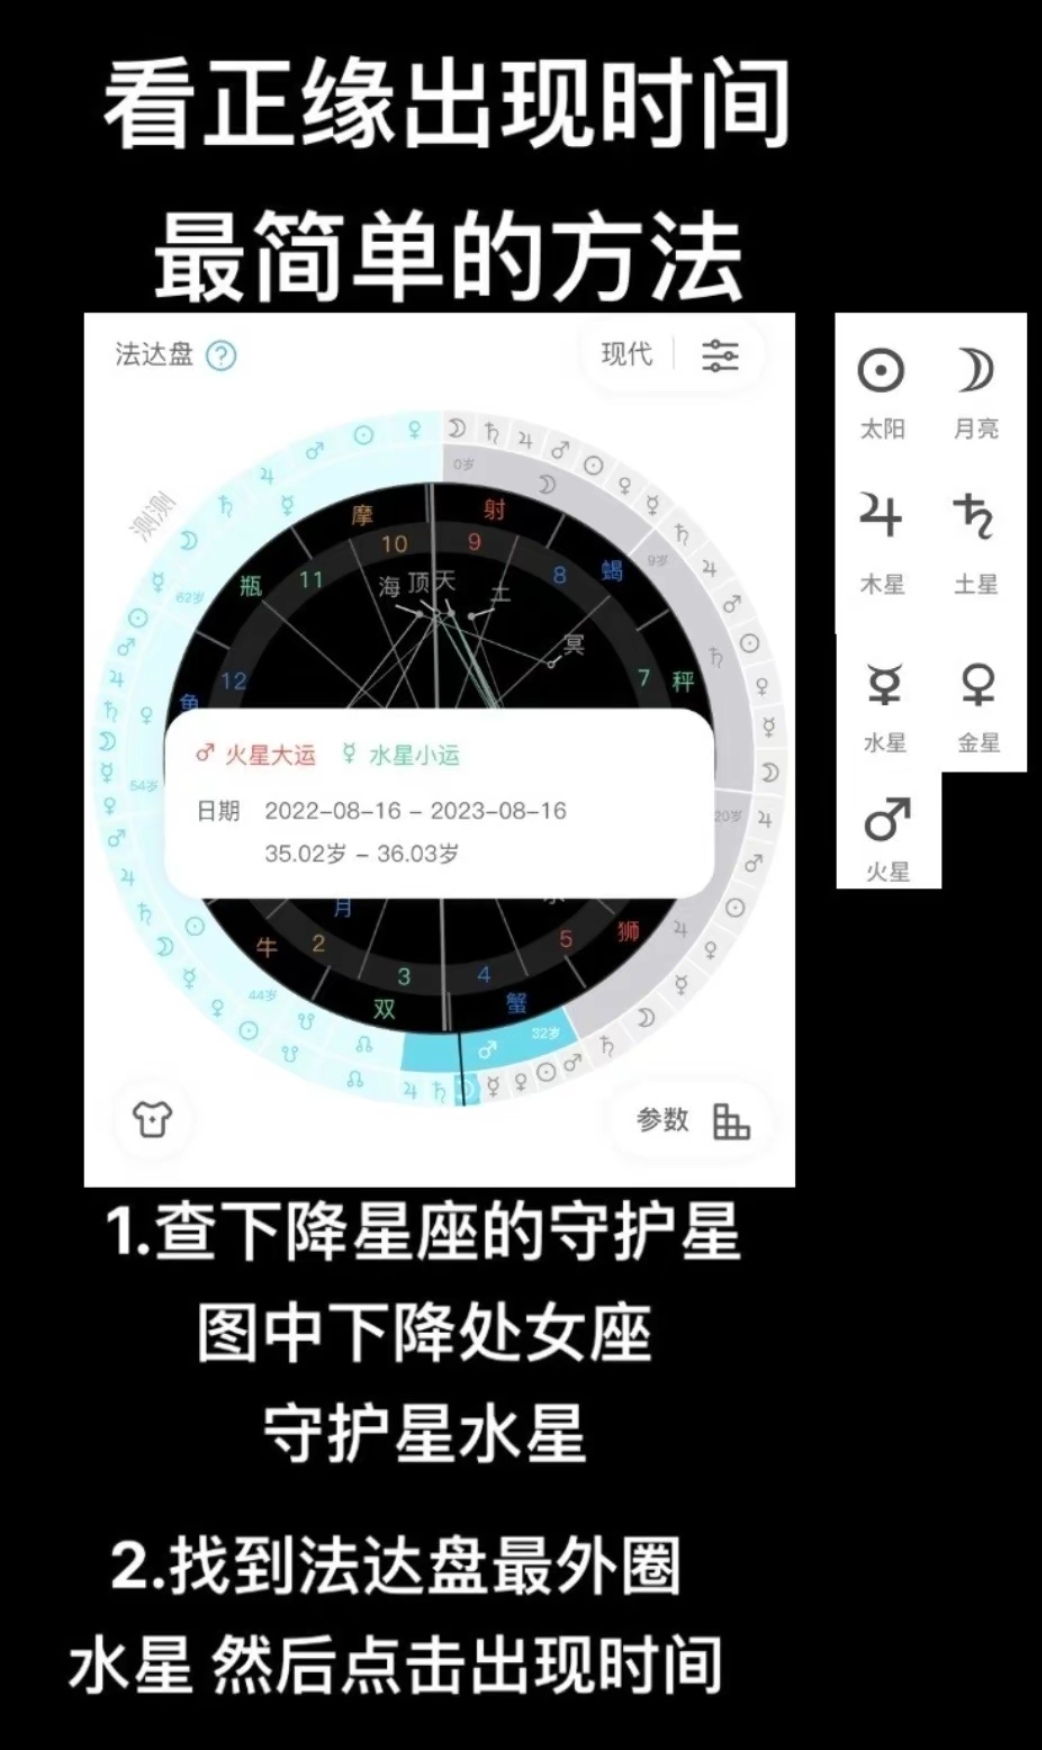 看正缘出现时间
最简单的方法
法达盘 ?
现代
太阳 月亮
木星 土星
水星 金星
火星
测测
0岁
9岁
20岁
32岁
44岁
54岁
62岁
摩 射
10 9
瓶 11 8 蝎
海 顶 天 土
冥
12 7 秤
鱼
火星大运 水星小运
日期 2022-08-16 - 2023-08-16
35.02岁 - 36.03岁
月
牛 2 5 狮
3 4
双 蟹
参数
1.查下降星座的守护星
图中下降处女座
守护星水星
2.找到法达盘最外圈
水星 然后点击出现时间